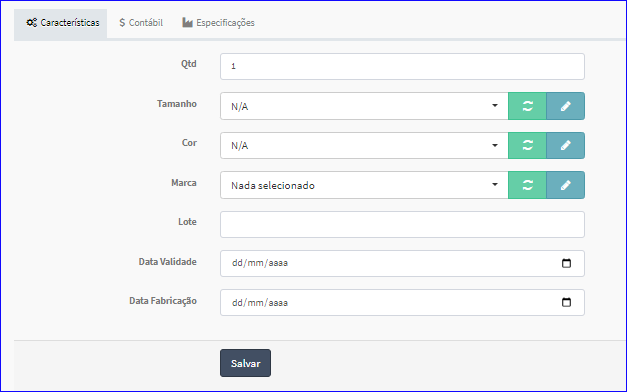 Características $ Contábil Especificações
Qtd 1
Tamanho N/A
Cor N/A
Marca Nada selecionado
Lote
Data Validade dd/mm/aaaa
Data Fabricação dd/mm/aaaa
Salvar